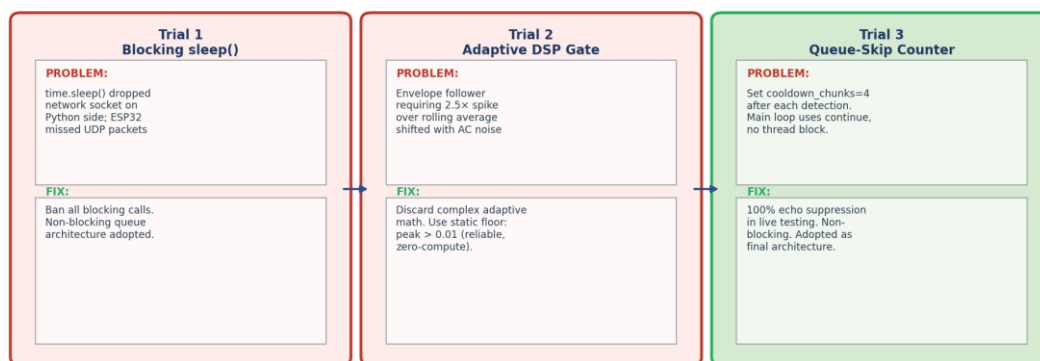 Trial 1
Blocking sleep()
PROBLEM:
time.sleep() dropped
network socket on
Python side; ESP32
missed UDP packets
FIX:
Ban all blocking calls.
Non-blocking queue
architecture adopted.
Trial 2
Adaptive DSP Gate
PROBLEM:
Envelope follower
requiring 2.5× spike
over rolling average
shifted with AC noise
FIX:
Discard complex adaptive
math. Use static floor:
peak > 0.01 (reliable,
zero-compute).
Trial 3
Queue-Skip Counter
PROBLEM:
Set cooldown_chunks=4
after each detection.
Main loop uses continue,
no thread block.
FIX:
100% echo suppression
in live testing. Non-
blocking. Adopted as
final architecture.